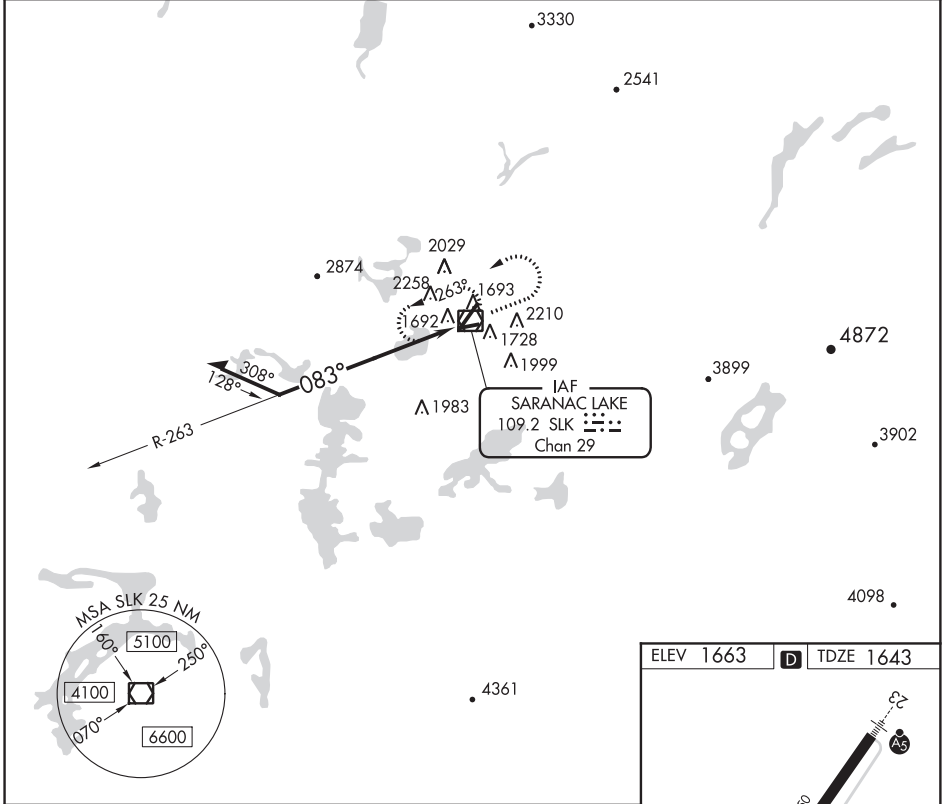 3330
2541
2029
2874
2258
263°
1693
1692
2210
1728
1999
4872
3899
308°
128°
083°
1983
IAF
SARANAC LAKE
109.2 SLK
Chan 29
R-263
3902
4098
MSA SLK 25 NM
160°
5100
250°
4100
070°
6600
4361
ELEV 1663
D
TDZE 1643
23
A5